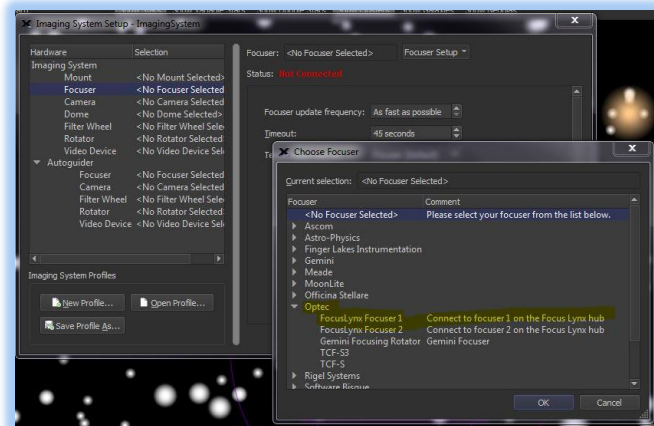 Imaging System Setup - ImagingSystem
x
Hardware Selection
Imaging System
Mount <No Mount Selected>
Focuser <No Focuser Selected
Camera <No Camera Selected
Dome <No Dome Selected>
Filter Wheel <No Filter Wheel Sele
Rotator <No Rotator Selected
Video Device <No Video Device Sel
Autoguider
Focuser <No Focuser Selected
Camera <No Camera Selected
Filter Wheel <No Filter Wheel Sele
Rotator <No Rotator Selected
Video Device <No Video Device Sel
Imaging System Profiles
New Profile... Open Profile...
Save Profile As...
Focuser: <No Focuser Selected> Focuser Setup
Status: Not Connected
Focuser update frequency: As fast as possible
Timeout: 45 seconds
Choose Focuser
x
Current selection: <No Focuser Selected>
Focuser Comment
<No Focuser Selected> Please select your focuser from the list below.
Ascom
Astro-Physics
Finger Lakes Instrumentation
Gemini
Meade
MoonLite
Officina Stellare
Optec
FocusLynx Focuser 1 Connect to focuser 1 on the Focus Lynx hub
FocusLynx Focuser 2 Connect to focuser 2 on the Focus Lynx hub
Gemini Focusing Rotator Gemini Focuser
TCF-S3
TCF-S
Rigel Systems
Software Bisque
OK Cancel